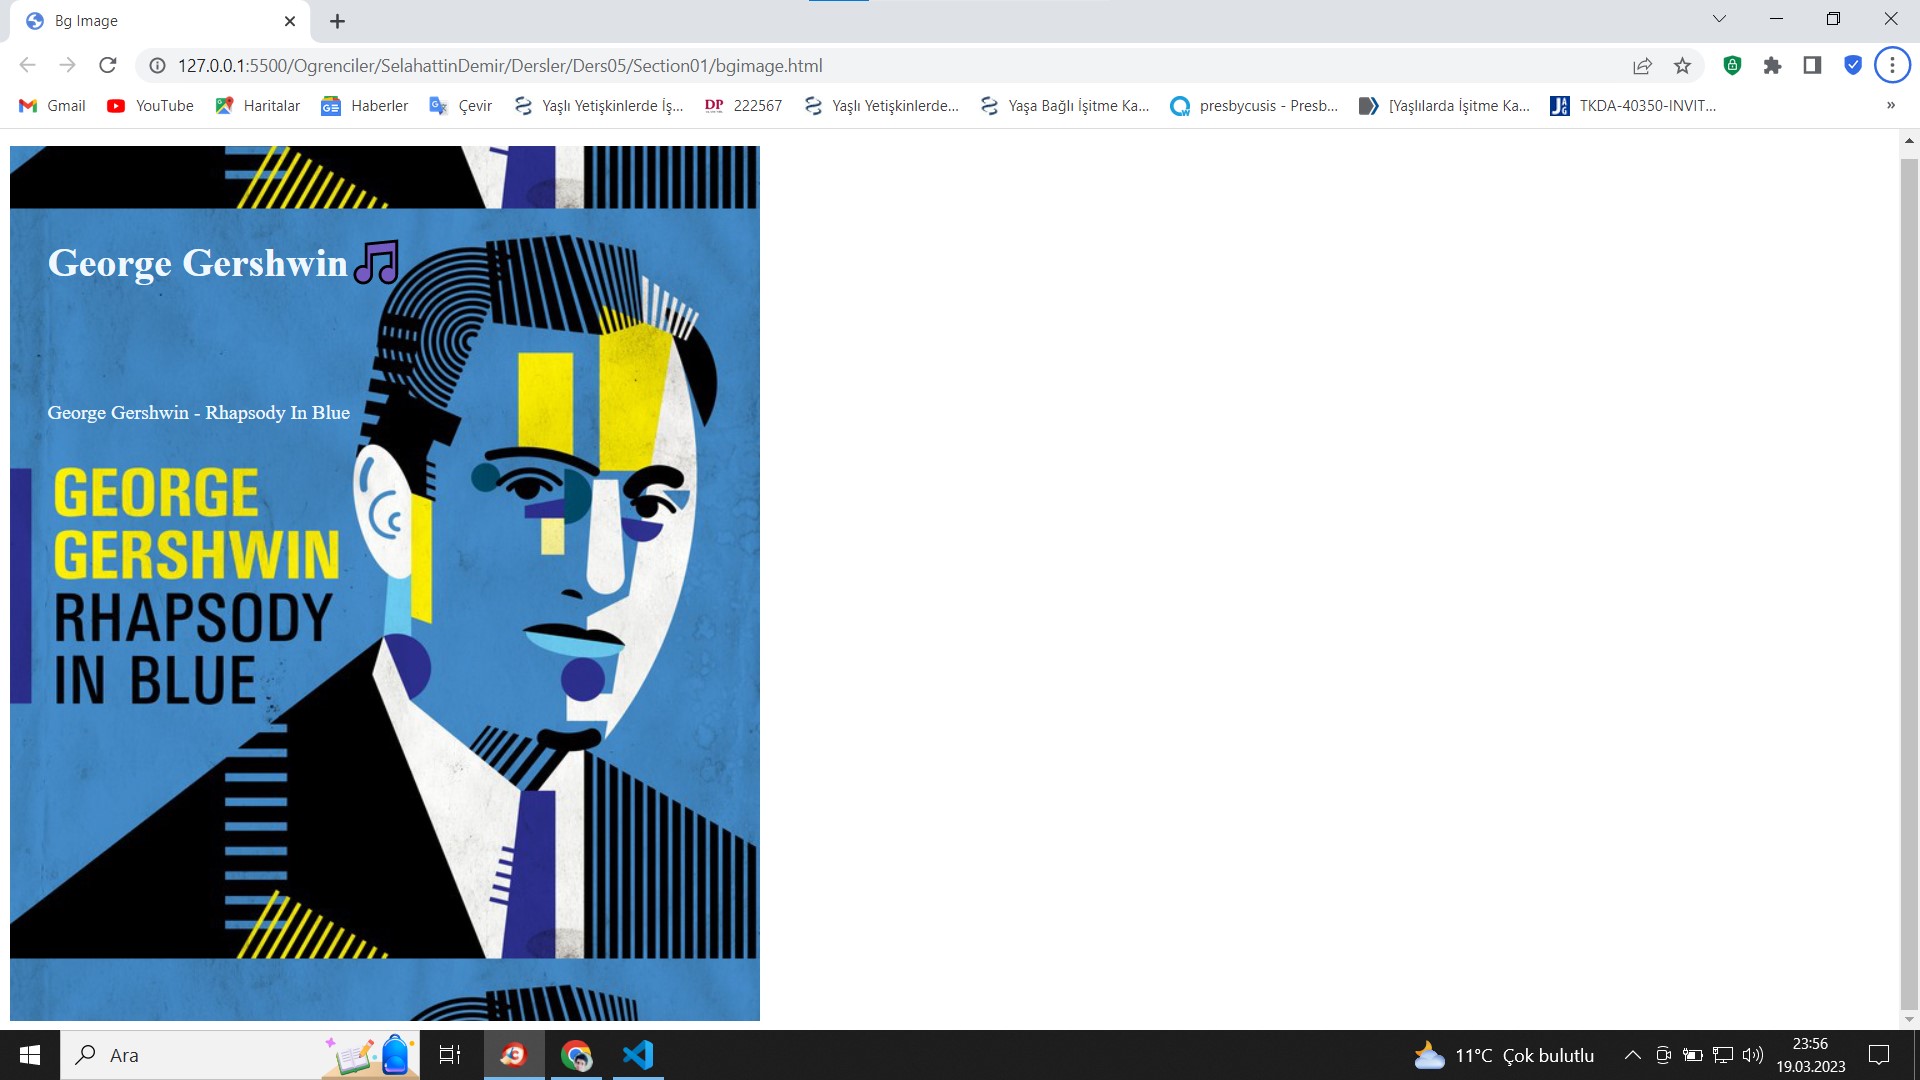 Bg Image
127.0.0.1:5500/Ogrenciler/SelahattinDemir/Dersler/Ders05/Section01/bgimage.html
Gmail YouTube Haritalar Haberler Çevir Yaşlı Yetişkinlerde İş... DP 222567 Yaşlı Yetişkinlerde... Yaşa Bağlı İşitme Ka... presbycusis - Presb... [Yaşlılarda İşitme Ka... TKDA-40350-INVIT... »
George Gershwin
George Gershwin - Rhapsody In Blue
GEORGE
GERSHWIN
RHAPSODY
IN BLUE
Ara
11°C Çok bulutlu
23:56
19.03.2023